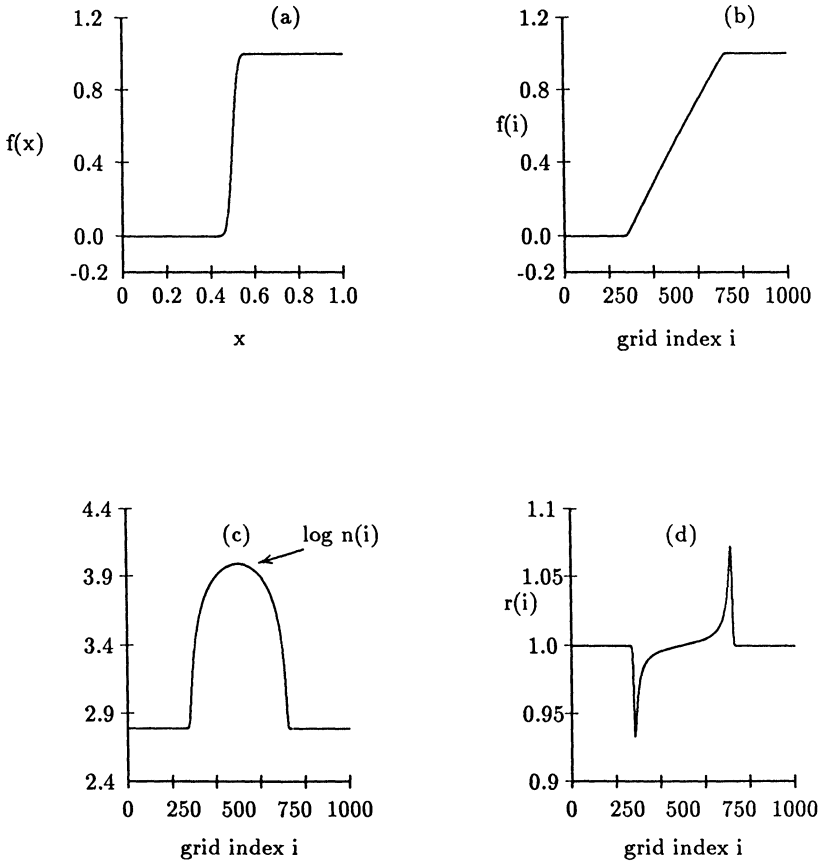 (a)
1.2
0.8
0.4
0.0
-0.2
f(x)
0 0.2 0.4 0.6 0.8 1.0
x
(b)
1.2
0.8
0.4
0.0
-0.2
f(i)
0 250 500 750 1000
grid index i
(c)
log n(i)
4.4
3.9
3.4
2.9
2.4
0 250 500 750 1000
grid index i
(d)
1.1
1.05
1.0
0.95
0.9
r(i)
0 250 500 750 1000
grid index i